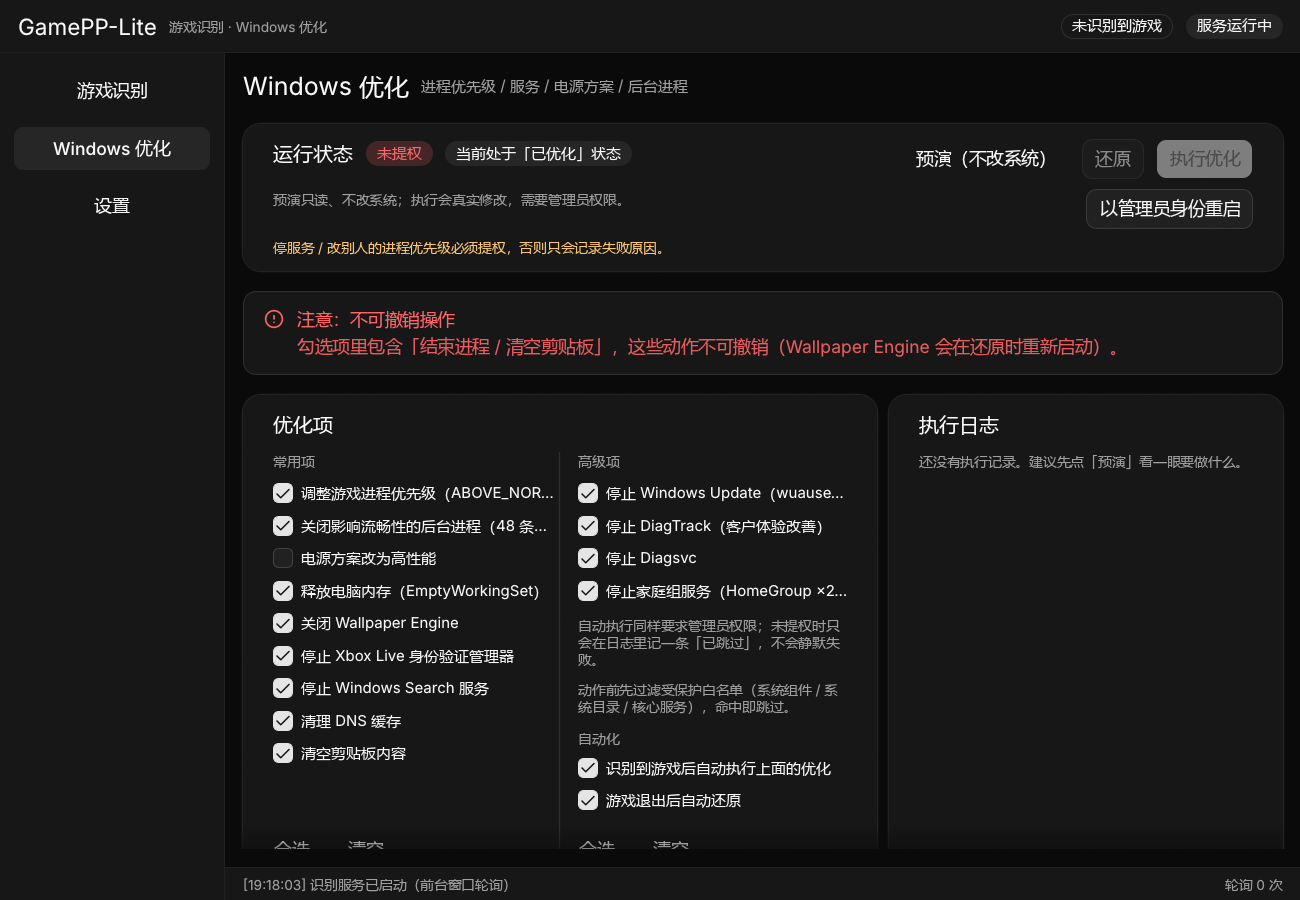 GamePP-Lite 游戏识别 · Windows 优化
未识别到游戏 服务运行中
游戏识别
Windows 优化
设置
Windows 优化 进程优先级 / 服务 / 电源方案 / 后台进程
运行状态 未提权 当前处于「已优化」状态
预演（不改系统） 还原 执行优化
预演只读、不改系统；执行会真实修改，需要管理员权限。
以管理员身份重启
停服务 / 改别人的进程优先级必须提权，否则只会记录失败原因。
注意：不可撤销操作
勾选项里包含「结束进程 / 清空剪贴板」，这些动作不可撤销（Wallpaper Engine 会在还原时重新启动）。
优化项
常用项
调整游戏进程优先级（ABOVE_NOR...
关闭影响流畅性的后台进程（48 条...
电源方案改为高性能
释放电脑内存（EmptyWorkingSet）
关闭 Wallpaper Engine
停止 Xbox Live 身份验证管理器
停止 Windows Search 服务
清理 DNS 缓存
清空剪贴板内容
全选 清空
高级项
停止 Windows Update（wuause...
停止 DiagTrack（客户体验改善）
停止 Diagsvc
停止家庭组服务（HomeGroup ×2...
自动执行同样要求管理员权限；未提权时只
会在日志里记一条「已跳过」，不会静默失
败。
动作前先过滤受保护白名单（系统组件 / 系
统目录 / 核心服务），命中即跳过。
自动化
识别到游戏后自动执行上面的优化
游戏退出后自动还原
全选 清空
执行日志
还没有执行记录。建议先点「预演」看一眼要做什么。
[19:18:03] 识别服务已启动（前台窗口轮询）
轮询 0 次